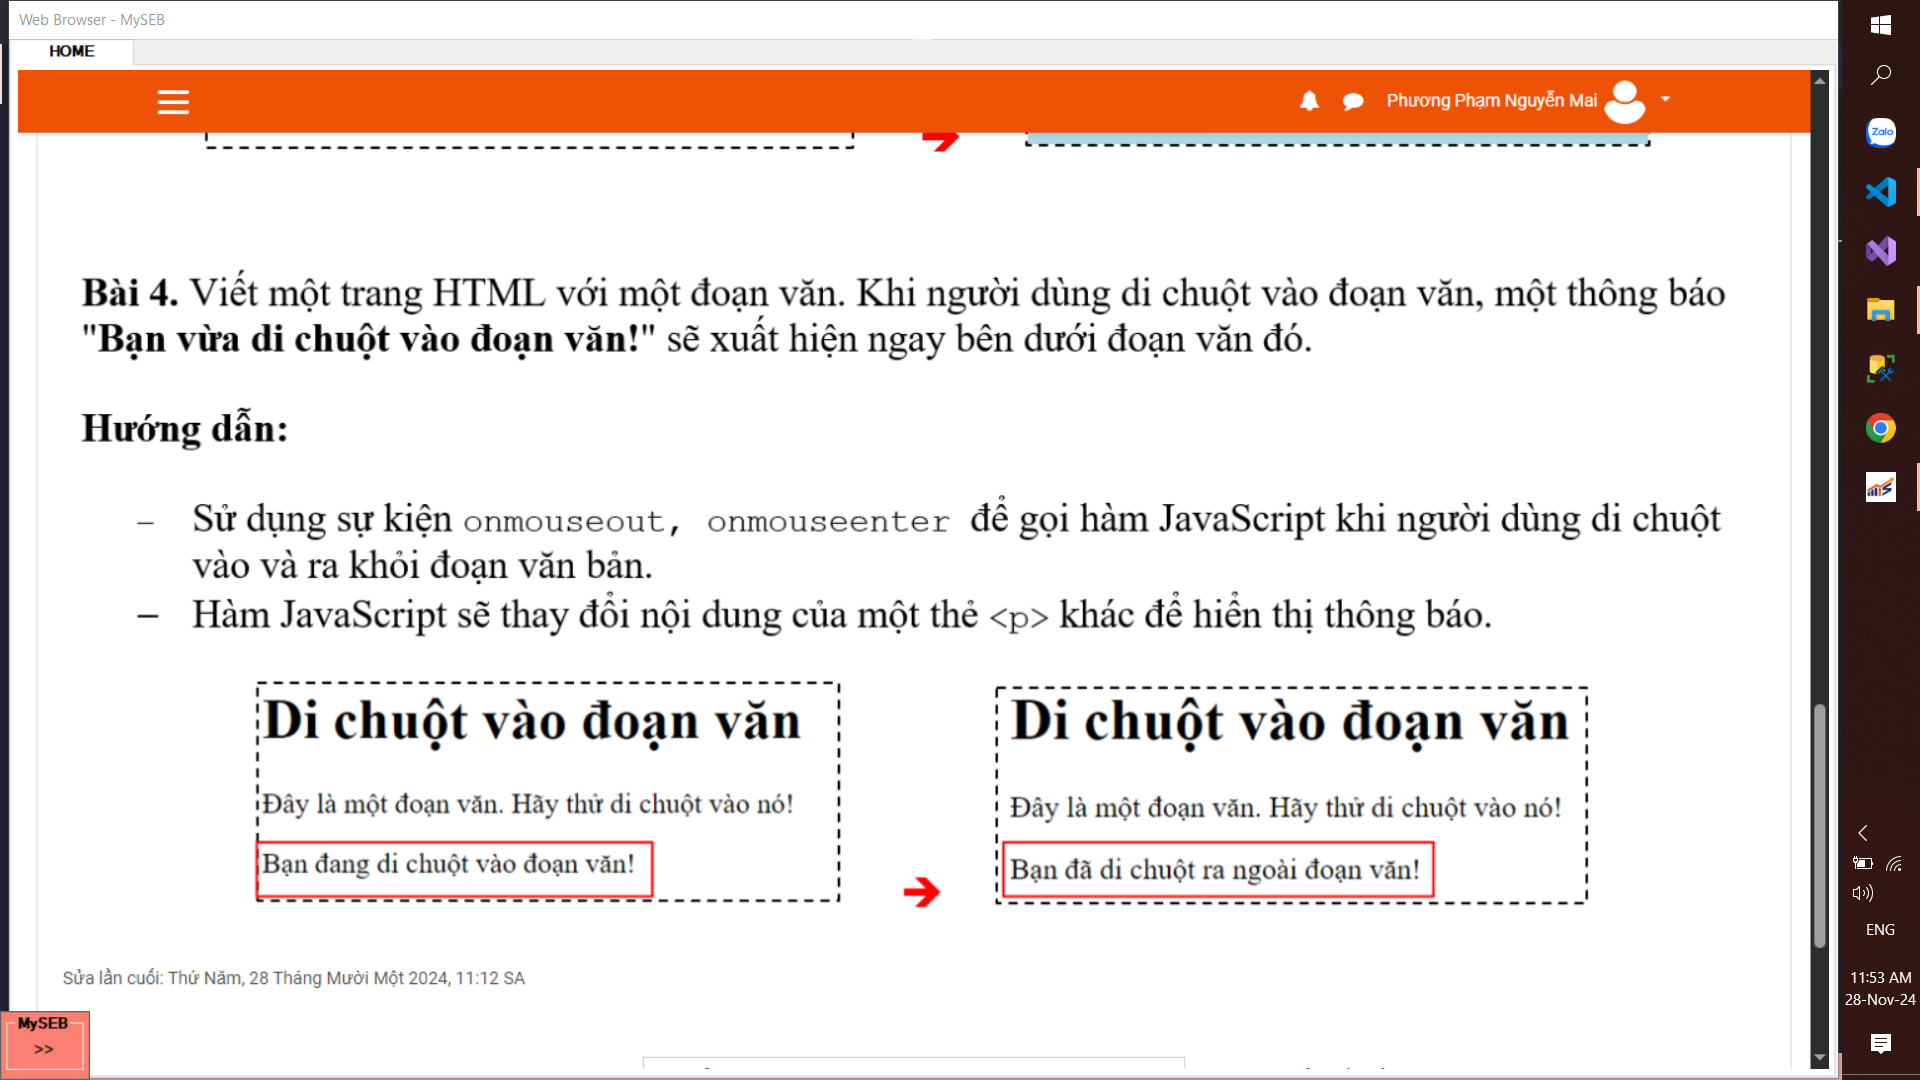 Web Browser - MySEB
HOME
Phương Phạm Nguyễn Mai
Zalo
Bài 4. Viết một trang HTML với một đoạn văn. Khi người dùng di chuột vào đoạn văn, một thông báo
"Bạn vừa di chuột vào đoạn văn!" sẽ xuất hiện ngay bên dưới đoạn văn đó.
Hướng dẫn:
– Sử dụng sự kiện onmouseout, onmouseenter để gọi hàm JavaScript khi người dùng di chuột
vào và ra khỏi đoạn văn bản.
– Hàm JavaScript sẽ thay đổi nội dung của một thẻ <p> khác để hiển thị thông báo.
Di chuột vào đoạn văn
Đây là một đoạn văn. Hãy thử di chuột vào nó!
Bạn đang di chuột vào đoạn văn!
Di chuột vào đoạn văn
Đây là một đoạn văn. Hãy thử di chuột vào nó!
Bạn đã di chuột ra ngoài đoạn văn!
Sửa lần cuối: Thứ Năm, 28 Tháng Mười Một 2024, 11:12 SA
MySEB
>>
ENG
11:53 AM
28-Nov-24